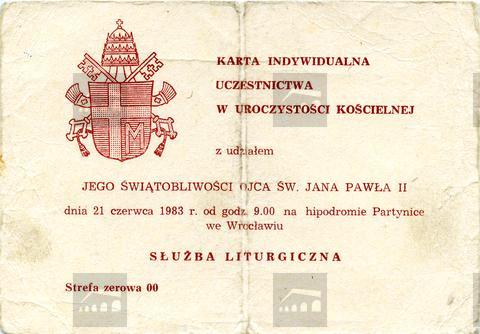 KARTA INDYWIDUALNA
UCZESTNICTWA
W UROCZYSTOŚCI KOŚCIELNEJ
z udziałem
JEGO ŚWIĄTOBLIWOŚCI OJCA ŚW. JANA PAWŁA II
dnia 21 czerwca 1983 r. od godz. 9.00 na hipodromie Partynice
we Wrocławiu
SŁUŻBA LITURGICZNA
Strefa zerowa 00